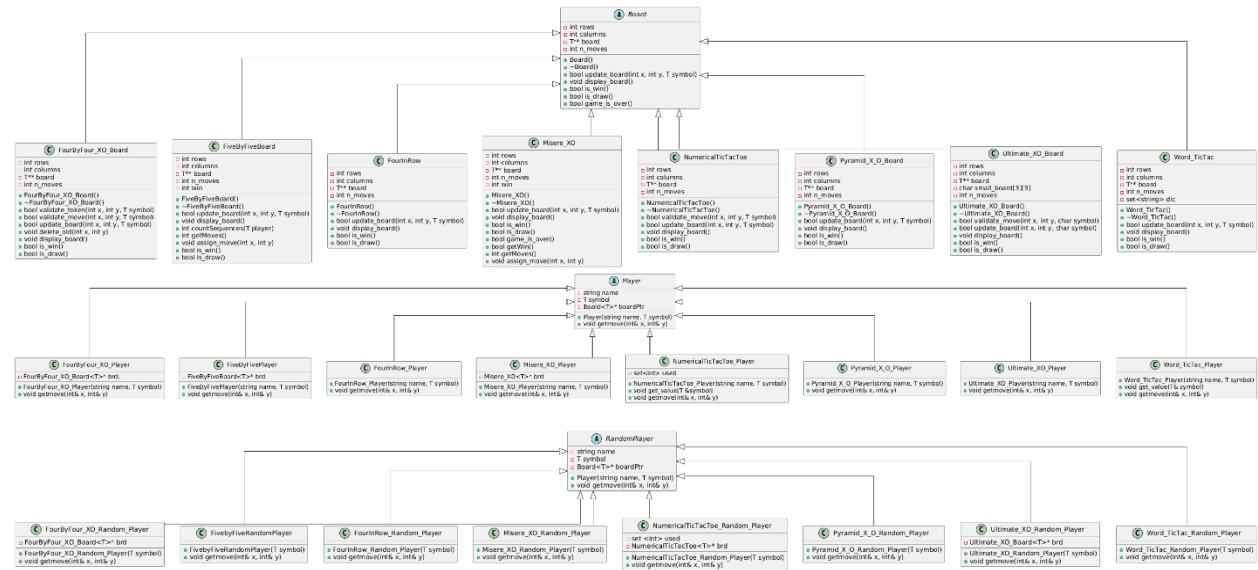 A Board
int rows
int columns
T** board
int n_moves
Board()
~Board()
bool update_board(int x, int y, T symbol)
void display_board()
bool is_win()
bool is_draw()
bool game_is_over()
C FourByFour_XO_Board
int rows
int columns
T** board
int n_moves
FourByFour_XO_Board()
~FourByFour_XO_Board()
bool validate_token(int x, int y, T symbol)
bool validate_move(int x, int y, T symbol)
bool update_board(int x, int y, T symbol)
void delete_old(int x, int y)
void display_board()
bool is_win()
bool is_draw()
C FiveByFiveBoard
int rows
int columns
T** board
int n_moves
int win
FiveByFiveBoard()
~FiveByFiveBoard()
bool update_board(int x, int y, T symbol)
void display_board()
int countSequences(T player)
int getMoves()
void assign_move(int x, int y)
bool is_win()
bool is_draw()
C FourInRow
int rows
int columns
T** board
int n_moves
FourInRow()
~FourInRow()
bool update_board(int x, int y, T symbol)
void display_board()
bool is_win()
bool is_draw()
C Misere_XO
int rows
int columns
T** board
int n_moves
int win
Misere_XO()
~Misere_XO()
bool update_board(int x, int y, T symbol)
void display_board()
bool is_win()
bool is_draw()
bool game_is_over()
bool getWin()
int getMoves()
void assign_move(int x, int y)
C NumericalTicTacToe
int rows
int columns
T** board
int n_moves
NumericalTicTacToe()
~NumericalTicTacToe()
bool validate_move(int x, int y, T symbol)
bool update_board(int x, int y, T symbol)
void display_board()
bool is_win()
bool is_draw()
C Pyramid_X_O_Board
int rows
int columns
T** board
int n_moves
Pyramid_X_O_Board()
~Pyramid_X_O_Board()
bool update_board(int x, int y, T symbol)
void display_board()
bool is_win()
bool is_draw()
C Ultimate_XO_Board
int rows
int columns
T** board
char small_board[3][3]
int n_moves
Ultimate_XO_Board()
~Ultimate_XO_Board()
bool validate_move(int x, int y, char symbol)
bool update_board(int x, int y, char symbol)
void display_board()
bool is_win()
bool is_draw()
C Word_TicTac
int rows
int columns
T** board
int n_moves
set<string> dic
Word_TicTac()
~Word_TicTac()
bool update_board(int x, int y, T symbol)
void display_board()
bool is_win()
bool is_draw()
A Player
string name
T symbol
Board<T>* boardPtr
Player(string name, T symbol)
void getmove(int& x, int& y)
C FourByFour_XO_Player
FourByFour_XO_Board<T>* brd;
FourByFour_XO_Player(string name, T symbol)
void getmove(int& x, int& y)
C FiveByFivePlayer
FiveByFiveBoard<T>* brd
FiveByFivePlayer(string name, T symbol)
void getmove(int& x, int& y)
C FourInRow_Player
FourInRow_Player(string name, T symbol)
void getmove(int& x, int& y)
C Misere_XO_Player
Misere_XO<T>* brd
Misere_XO_Player(string name, T symbol)
void getmove(int& x, int& y)
C NumericalTicTacToe_Player
set<int> used
NumericalTicTacToe_Player(string name, T symbol)
void get_value(T &symbol)
void getmove(int& x, int& y)
C Pyramid_X_O_Player
Pyramid_X_O_Player(string name, T symbol)
void getmove(int& x, int& y)
C Ultimate_XO_Player
Ultimate_XO_Player(string name, T symbol)
void getmove(int& x, int& y)
C Word_TicTac_Player
Word_TicTac_Player(string name, T symbol)
void get_value(T& symbol)
void getmove(int& x, int& y)
A RandomPlayer
string name
T symbol
Board<T>* boardPtr
Player(string name, T symbol)
void getmove(int& x, int& y)
C FourByFour_XO_Random_Player
FourByFour_XO_Board<T>* brd
FourByFour_XO_Random_Player(T symbol)
void getmove(int& x, int& y)
C FivebyFiveRandomPlayer
FivebyFiveRandomPlayer(T symbol)
void getmove(int& x, int& y)
C FourInRow_Random_Player
FourInRow_Random_Player(T symbol)
void getmove(int& x, int& y)
C Misere_XO_Random_Player
Misere_XO_Random_Player(T symbol)
void getmove(int& x, int& y)
C NumericalTicTacToe_Random_Player
set <int> used
NumericalTicTacToe<T>* brd
NumericalTicTacToe_Random_Player(T symbol)
void getmove(int& x, int& y)
C Pyramid_X_O_Random_Player
Pyramid_X_O_Random_Player(T symbol)
void getmove(int& x, int& y)
C Ultimate_XO_Random_Player
Ultimate_XO_Board<T>* brd
Ultimate_XO_Random_Player(T symbol)
void getmove(int& x, int& y)
C Word_TicTac_Random_Player
Word_TicTac_Random_Player(T symbol)
void getmove(int& x, int& y)